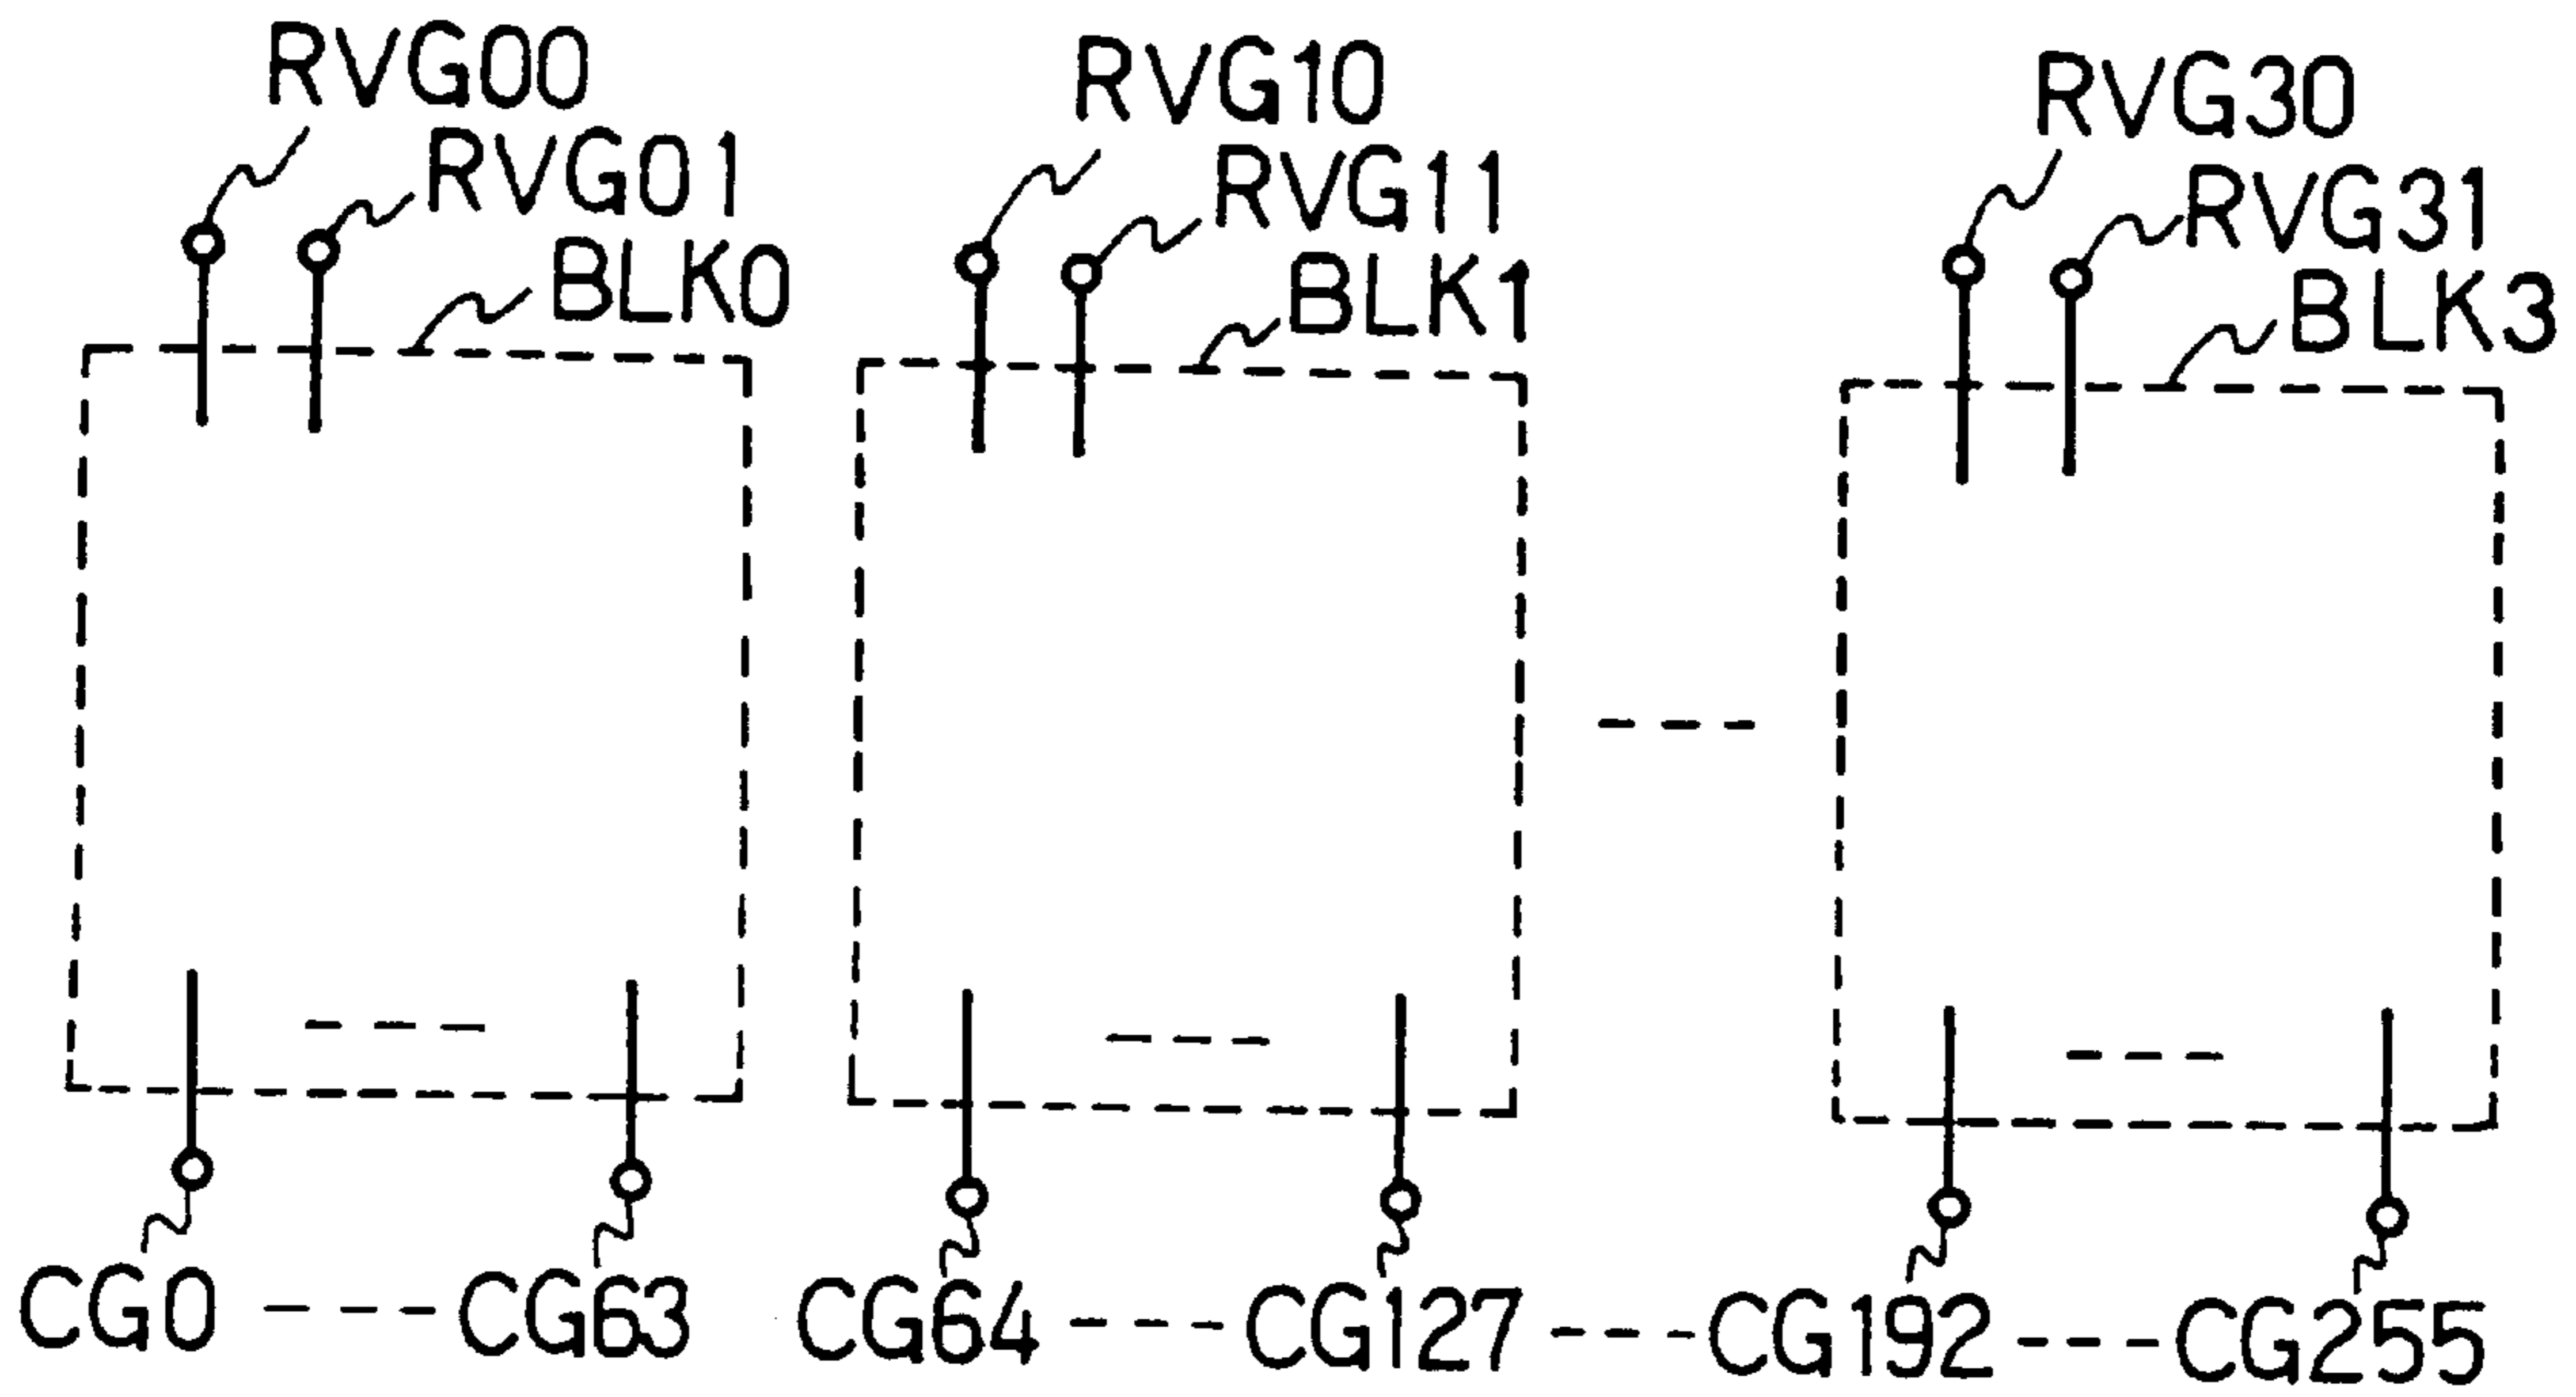 RVG00
RVG01
BLK0
RVG10
RVG11
BLK1
RVG30
RVG31
BLK3
CG0 --- CG63 CG64 --- CG127 --- CG192 --- CG255